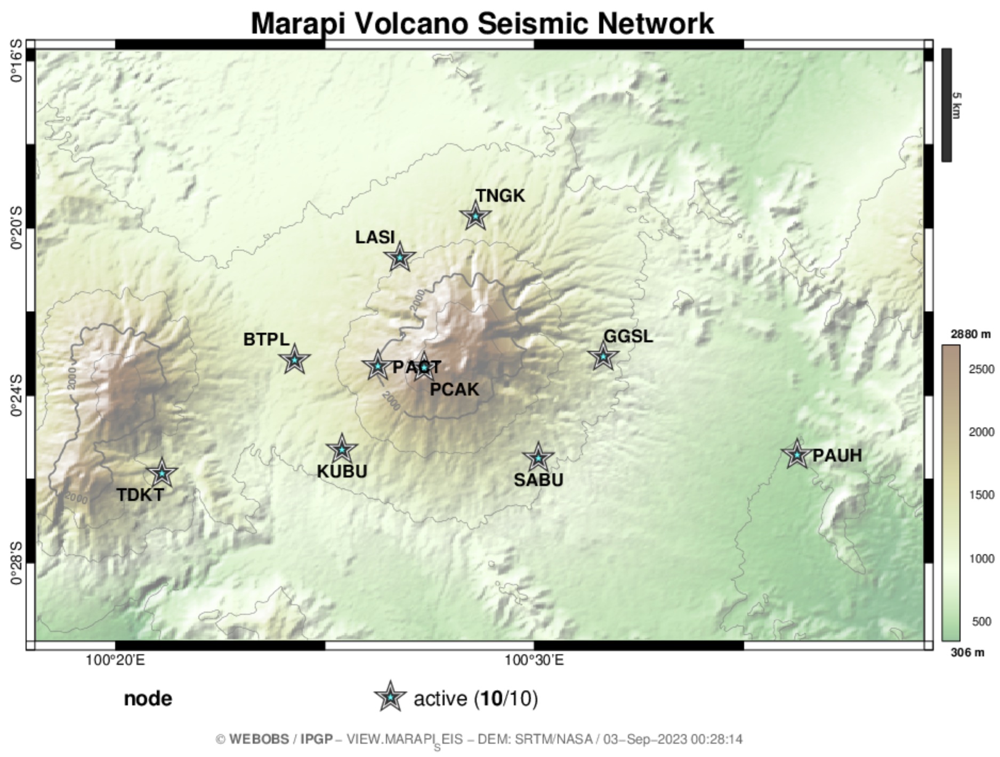 Marapi Volcano Seismic Network
0°16'S
5 km
TNGK
0°20'S
LASI
2000
BTPL
GGSL
2880 m
PACT
2500
2000
PCAK
0°24'S
2000
2000
KUBU
PAUH
SABU
TDKT
2000
1500
0°28'S
1000
500
306 m
100°20'E
100°30'E
node
active (10/10)
© WEBOBS / IPGP – VIEW.MARAPISEIS – DEM: SRTM/NASA / 03–Sep–2023 00:28:14